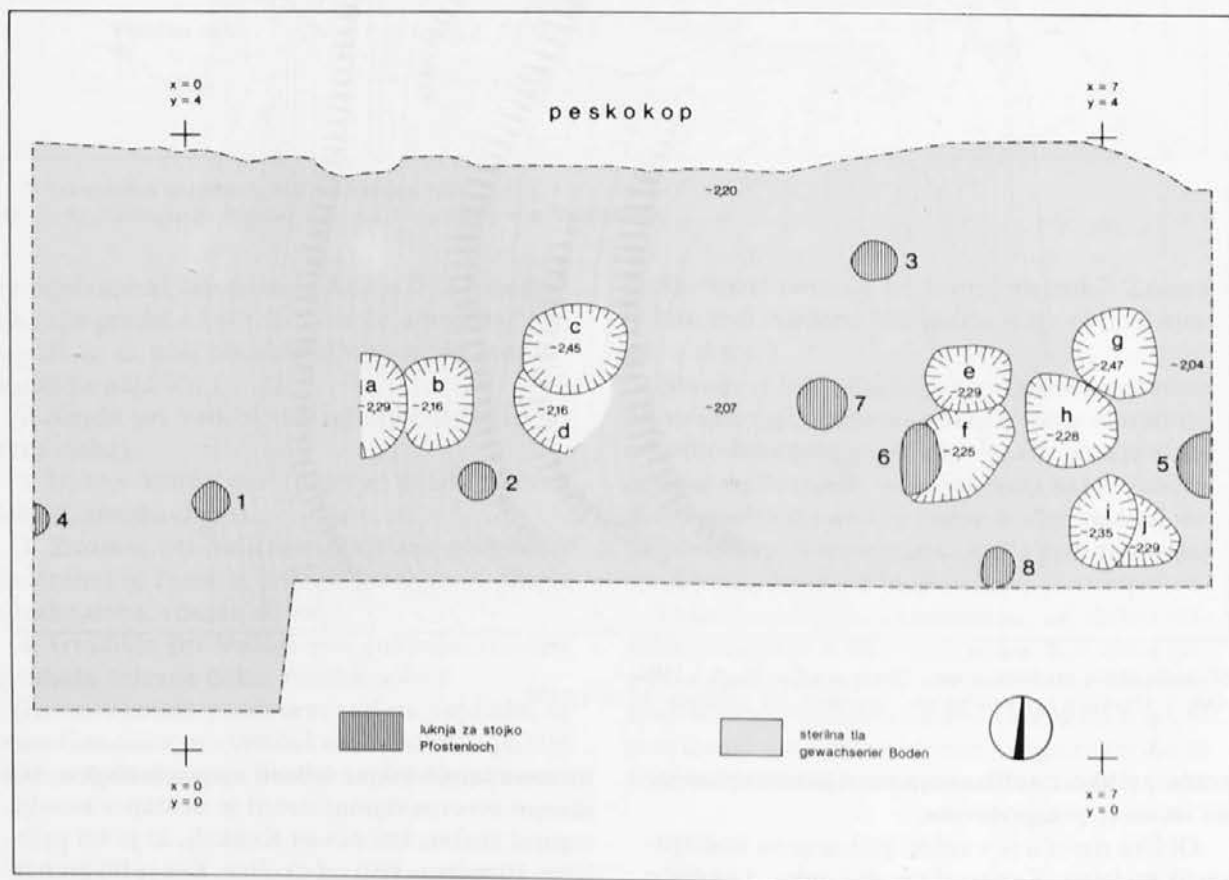 x = 0
y = 4
x = 7
y = 4
peskokop
-2,20
3
c
-2,45
g
-2,47
-2,04
a
-2,29
b
-2,16
e
-2,29
-2,16
d
-2,07
7
h
-2,28
f
-2,25
6
5
2
1
4
i
-2,35
j
-2,29
8
luknja za stojko
Pfostenloch
sterilna tla
gewachsener Boden
x = 0
y = 0
x = 7
y = 0